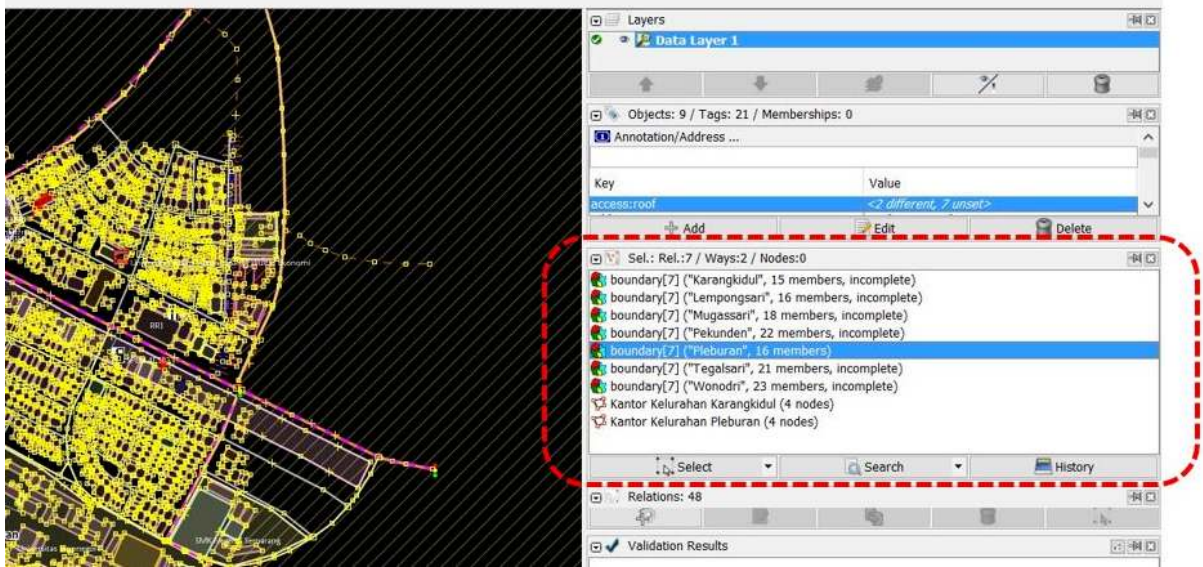 Layers
Data Layer 1
Objects: 9 / Tags: 21 / Memberships: 0
Annotation/Address ...
Key Value
access:roof <2 different, 7 unset>
Add Edit Delete
Sel.: Rel.:7 / Ways:2 / Nodes:0
boundary[7] ("Karangkidul", 15 members, incomplete)
boundary[7] ("Lempongsari", 16 members, incomplete)
boundary[7] ("Mugassari", 18 members, incomplete)
boundary[7] ("Pekunden", 22 members, incomplete)
boundary[7] ("Pleburan", 16 members)
boundary[7] ("Tegalsari", 21 members, incomplete)
boundary[7] ("Wonodri", 23 members, incomplete)
Kantor Kelurahan Karangkidul (4 nodes)
Kantor Kelurahan Pleburan (4 nodes)
Select Search History
Relations: 48
Validation Results
RRI
Semarang